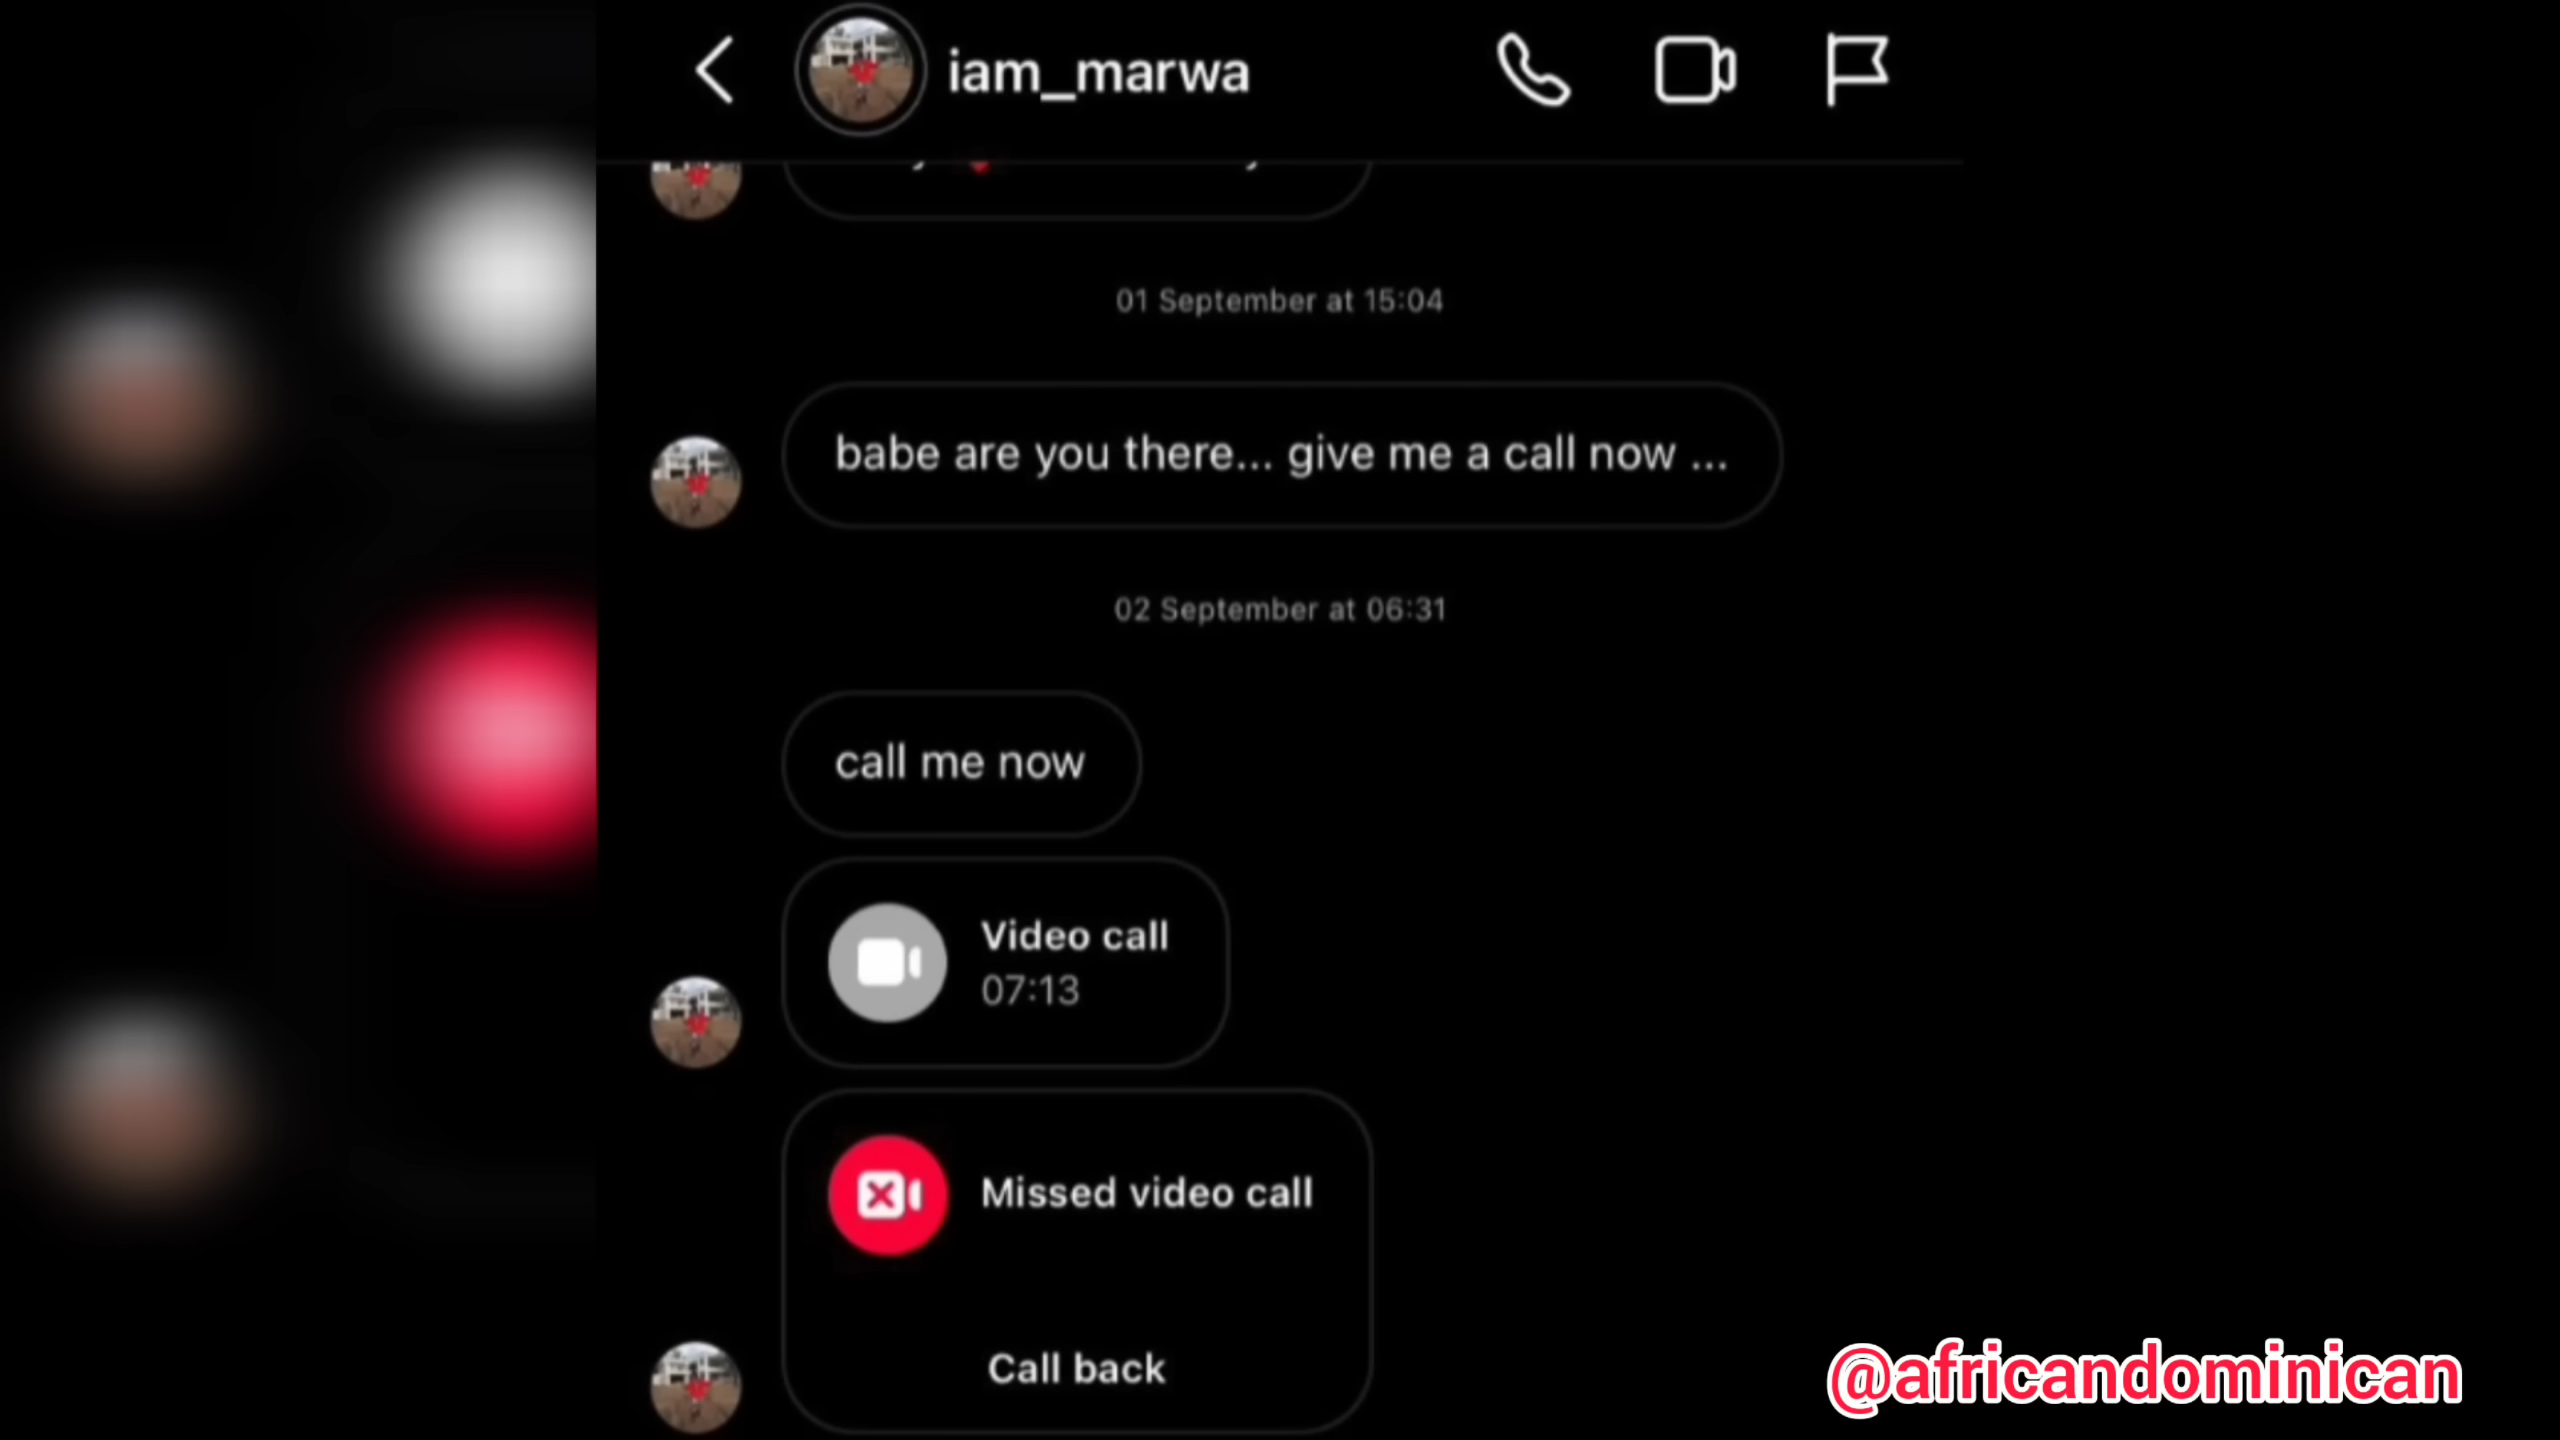 iam_marwa
01 September at 15:04
babe are you there... give me a call now ...
02 September at 06:31
call me now
Video call
07:13
Missed video call
Call back
@africandominican